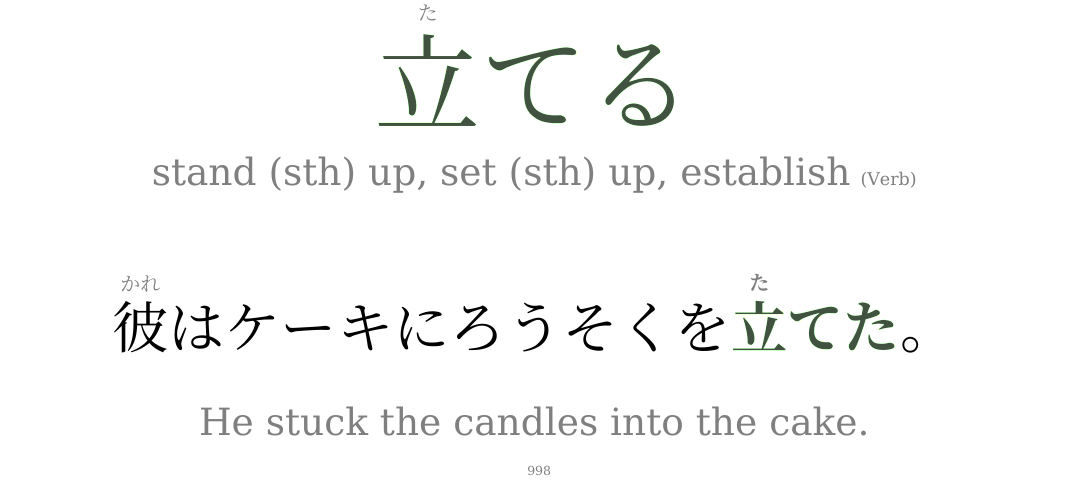 た
立てる
stand (sth) up, set (sth) up, establish (Verb)
かれ た
彼はケーキにろうそくを立てた。
He stuck the candles into the cake.
998